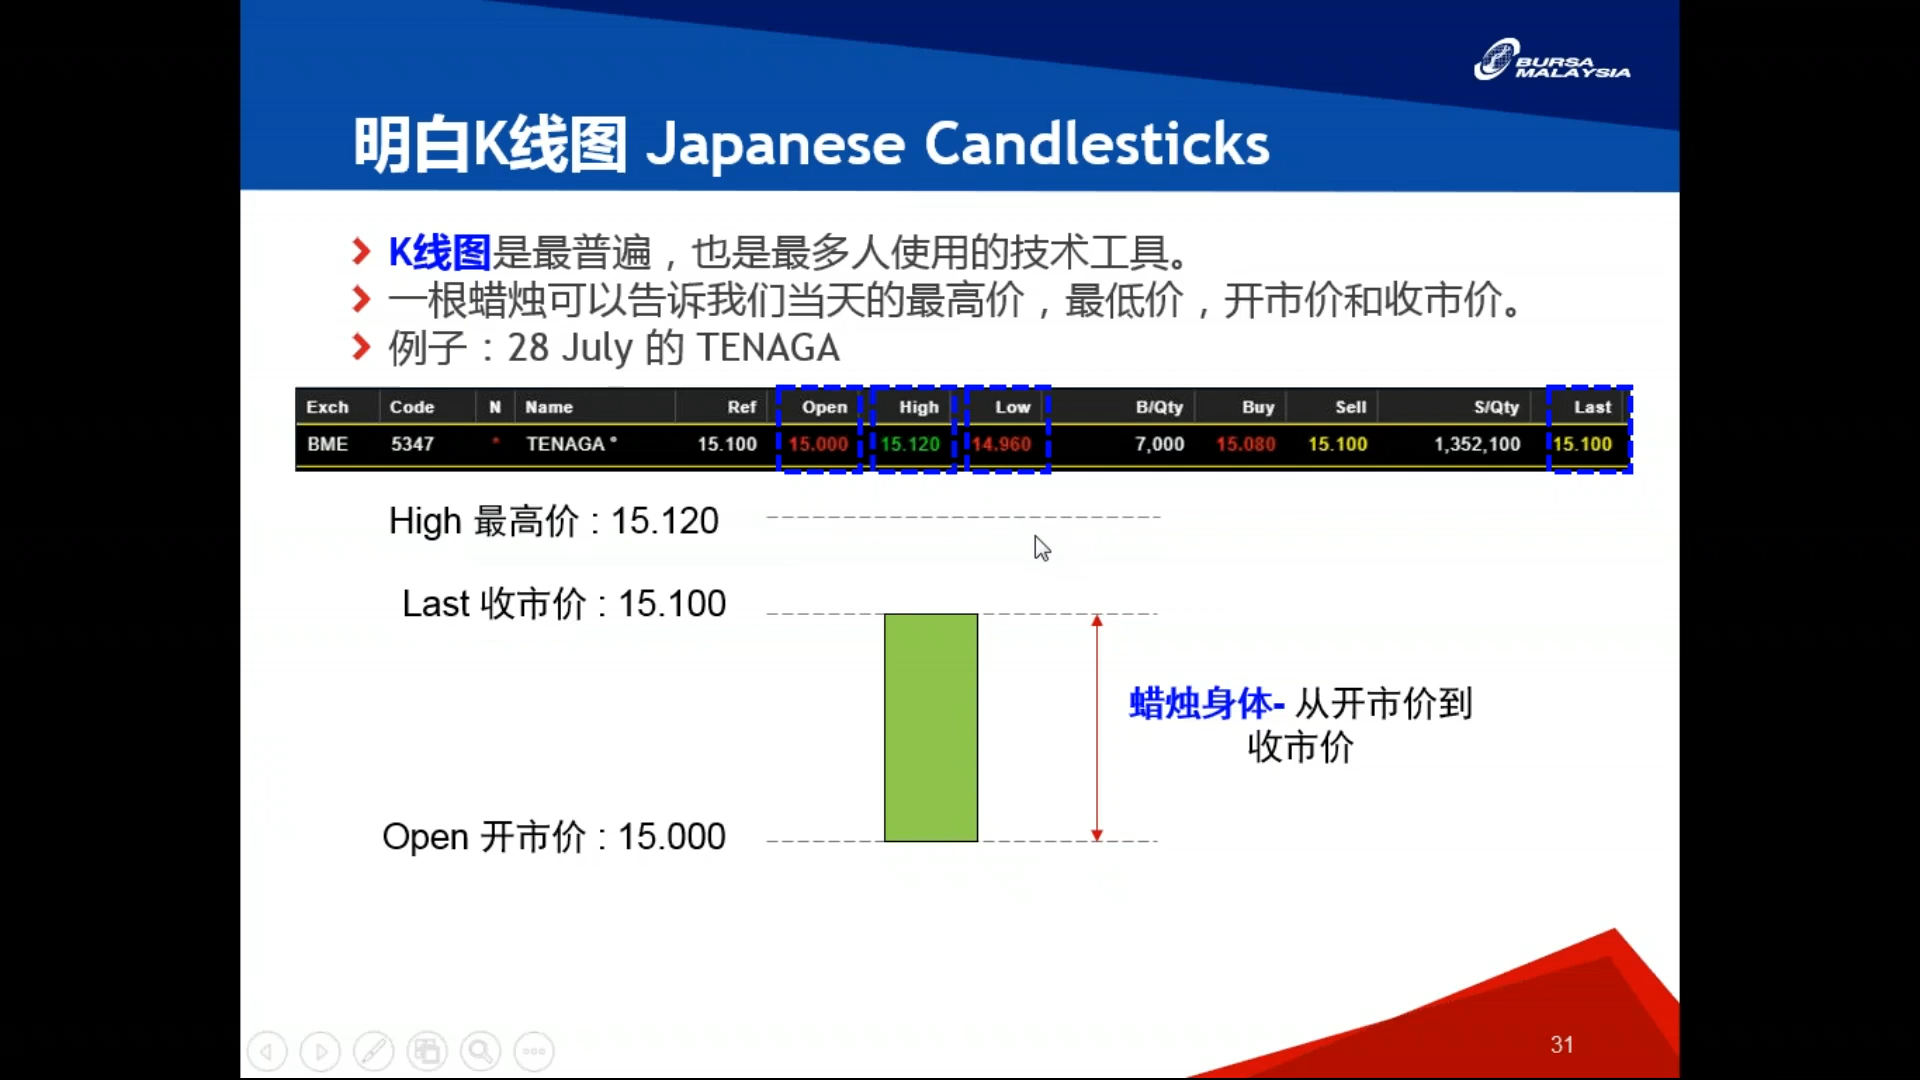 BURSA
MALAYSIA
明白K线图 Japanese Candlesticks
K线图是最普遍，也是最多人使用的技术工具。
一根蜡烛可以告诉我们当天的最高价，最低价，开市价和收市价。
例子：28 July 的 TENAGA
Exch Code N Name Ref Open High Low B/Qty Buy Sell S/Qty Last
BME 5347 * TENAGA * 15.100 15.000 15.120 14.960 7,000 15.080 15.100 1,352,100 15.100
High 最高价 : 15.120
Last 收市价 : 15.100
蜡烛身体- 从开市价到
收市价
Open 开市价 : 15.000
31